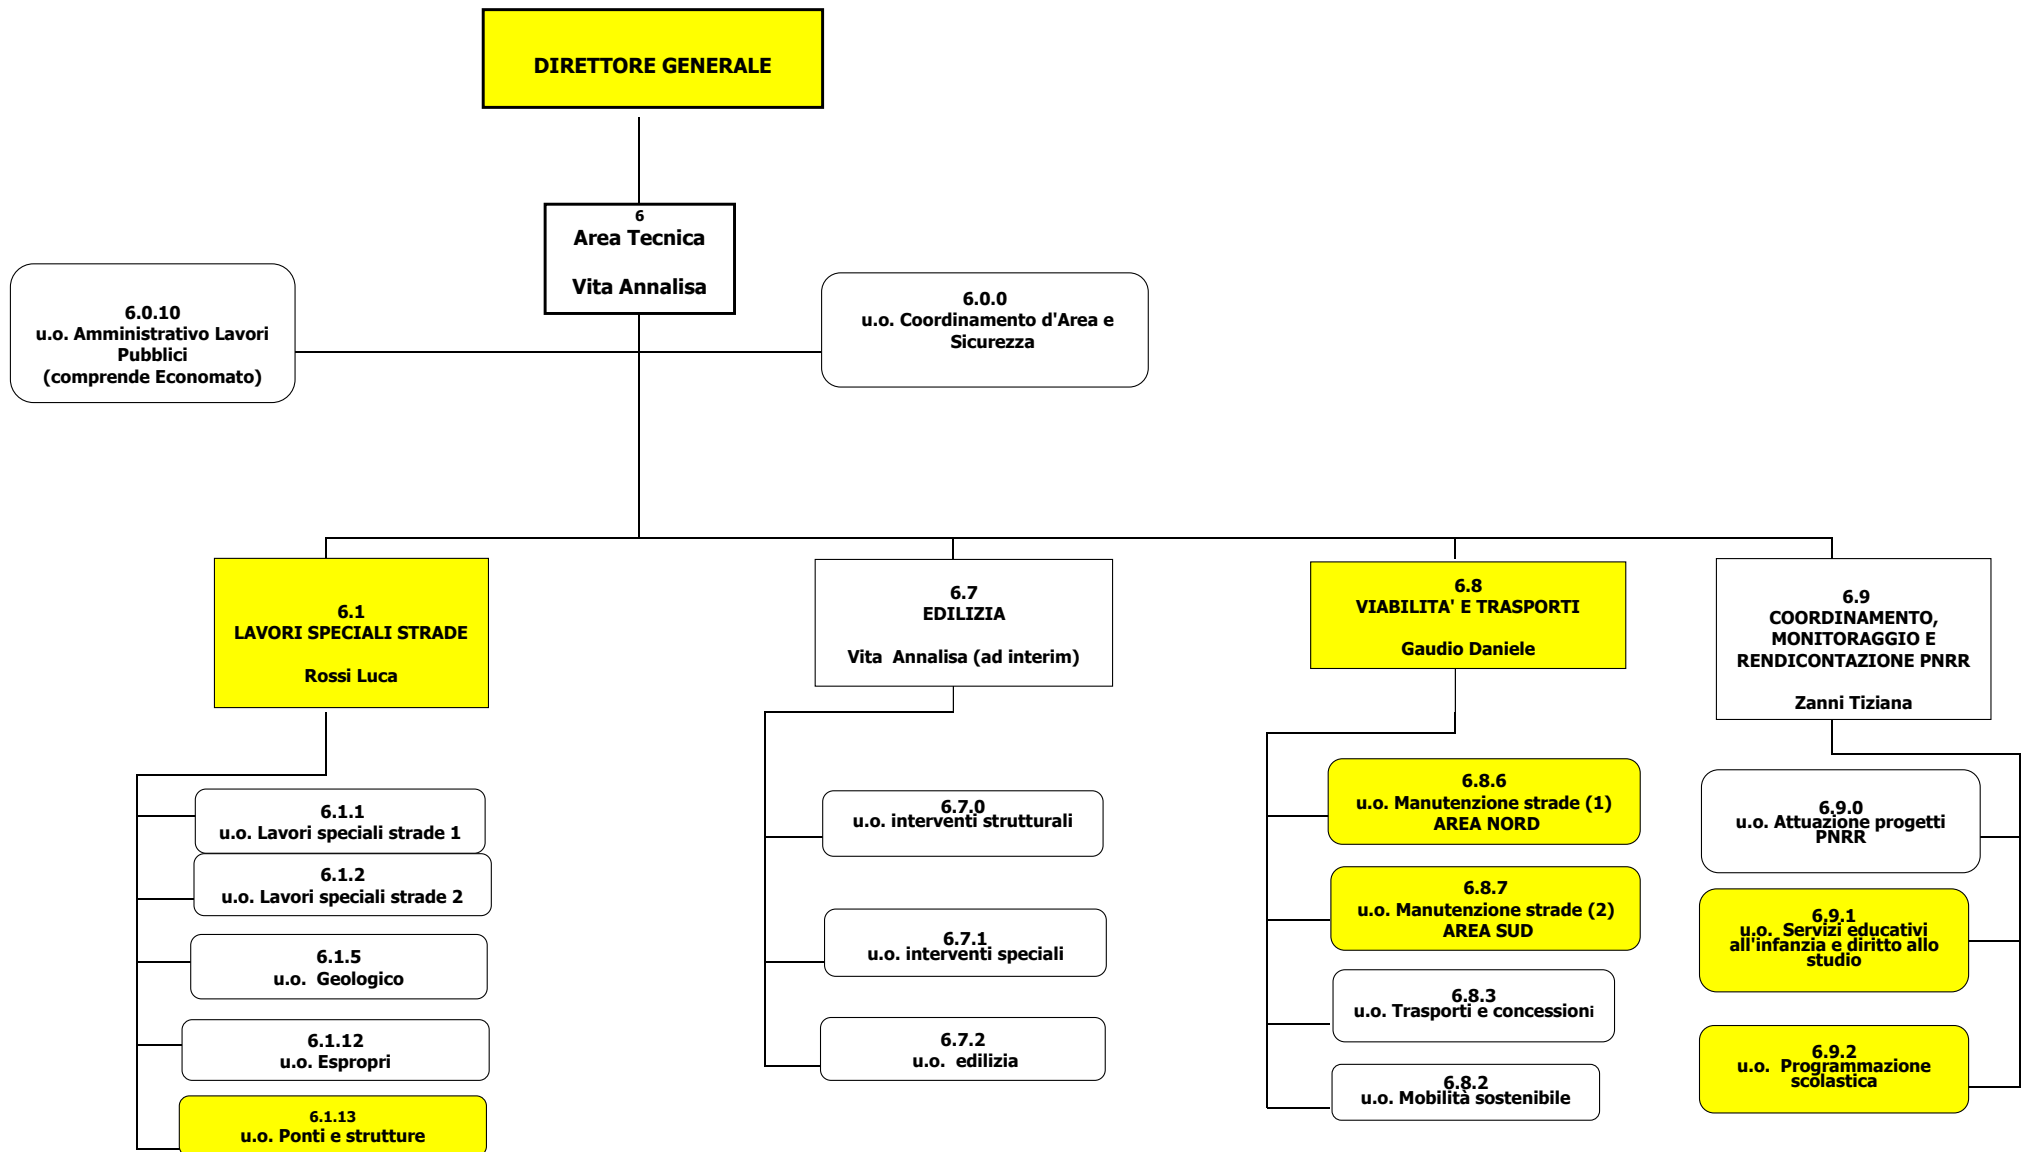 DIRETTORE GENERALE
6
Area Tecnica
Vita Annalisa
6.0.10
u.o. Amministrativo Lavori
Pubblici
(comprende Economato)
6.0.0
u.o. Coordinamento d'Area e
Sicurezza
6.1
LAVORI SPECIALI STRADE
Rossi Luca
6.7
EDILIZIA
Vita Annalisa (ad interim)
6.8
VIABILITA' E TRASPORTI
Gaudio Daniele
6.9
COORDINAMENTO,
MONITORAGGIO E
RENDICONTAZIONE PNRR
Zanni Tiziana
6.1.1
u.o. Lavori speciali strade 1
6.1.2
u.o. Lavori speciali strade 2
6.1.5
u.o. Geologico
6.1.12
u.o. Espropri
6.1.13
u.o. Ponti e strutture
6.7.0
u.o. interventi strutturali
6.7.1
u.o. interventi speciali
6.7.2
u.o. edilizia
6.8.6
u.o. Manutenzione strade (1)
AREA NORD
6.8.7
u.o. Manutenzione strade (2)
AREA SUD
6.8.3
u.o. Trasporti e concessioni
6.8.2
u.o. Mobilità sostenibile
6.9.0
u.o. Attuazione progetti
PNRR
6.9.1
u.o. Servizi educativi
all'infanzia e diritto allo
studio
6.9.2
u.o. Programmazione
scolastica